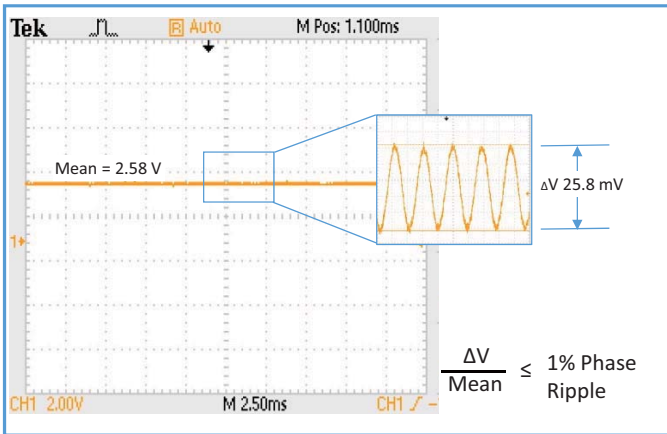 Tek R Auto M Pos: 1.100ms
Mean = 2.58 V
ΔV 25.8 mV
1
ΔV
Mean
≤ 1% Phase
Ripple
CH1 2.00V M 2.50ms CH1